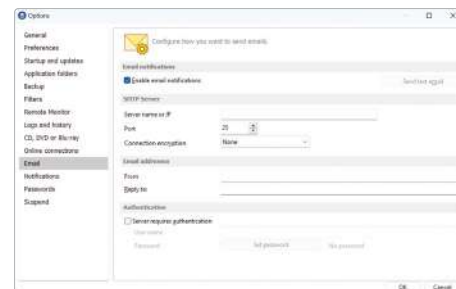 Options
General
Preferences
Startup and updates
Application folders
Backup
Filters
Remote Monitor
Logs and history
CD, DVD or Blu-ray
Online connections
Email
Notifications
Passwords
Suspend
Configure how you want to send emails.
Email notifications
Enable email notifications
Send test email
SMTP Server
Server name or IP
Port 25
Connection encryption None
Email addresses
From
Reply to:
Authentication
Server requires authentication
User name
Password Set password No password
OK Cancel